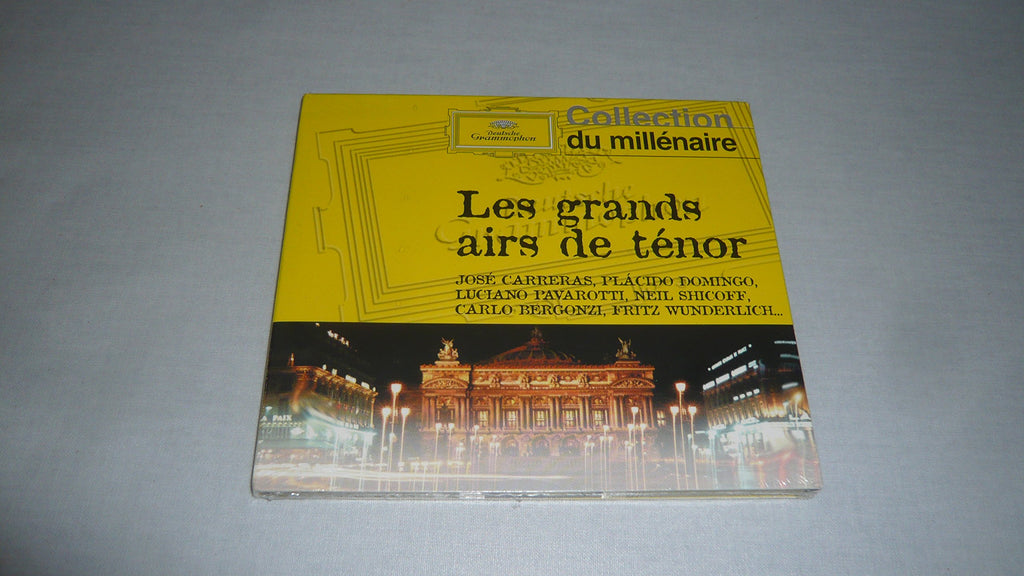 Deutsche
Grammophon
Collection
du millénaire
Les grands
airs de ténor
JOSÉ CARRERAS, PLÁCIDO DOMINGO,
LUCIANO PAVAROTTI, NEIL SHICOFF,
CARLO BERGONZI, FRITZ WUNDERLICH...
PAIX